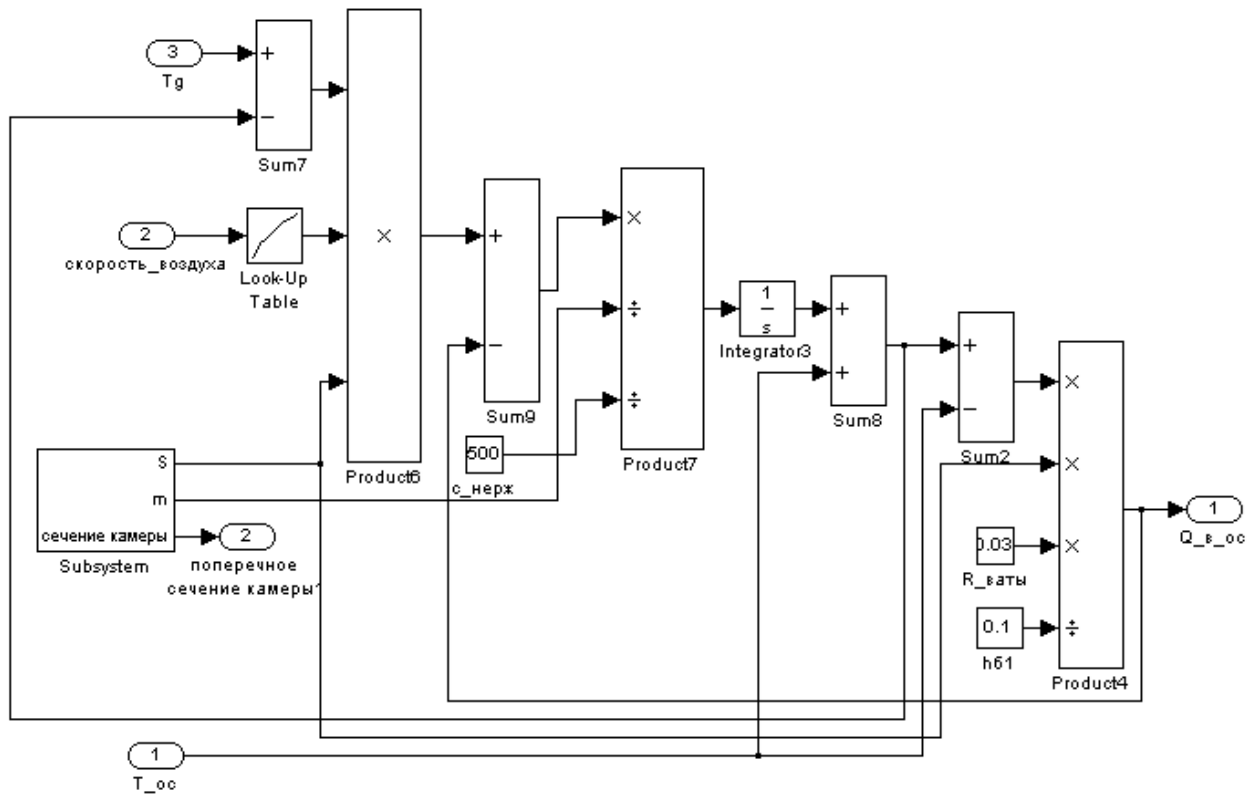 3
Tg
+
−
Sum7
2
скорость_воздуха
Look-Up
Table
×
Product6
+
−
Sum9
×
÷
÷
Product7
500
с_нерж
1
s
Integrator3
+
+
Sum8
+
−
Sum2
×
×
×
÷
Product4
1
Q_в_ос
0.03
R_ваты
0.1
hб1
S
m
сечение камеры
Subsystem
2
поперечное
сечение камеры1
1
T_ос